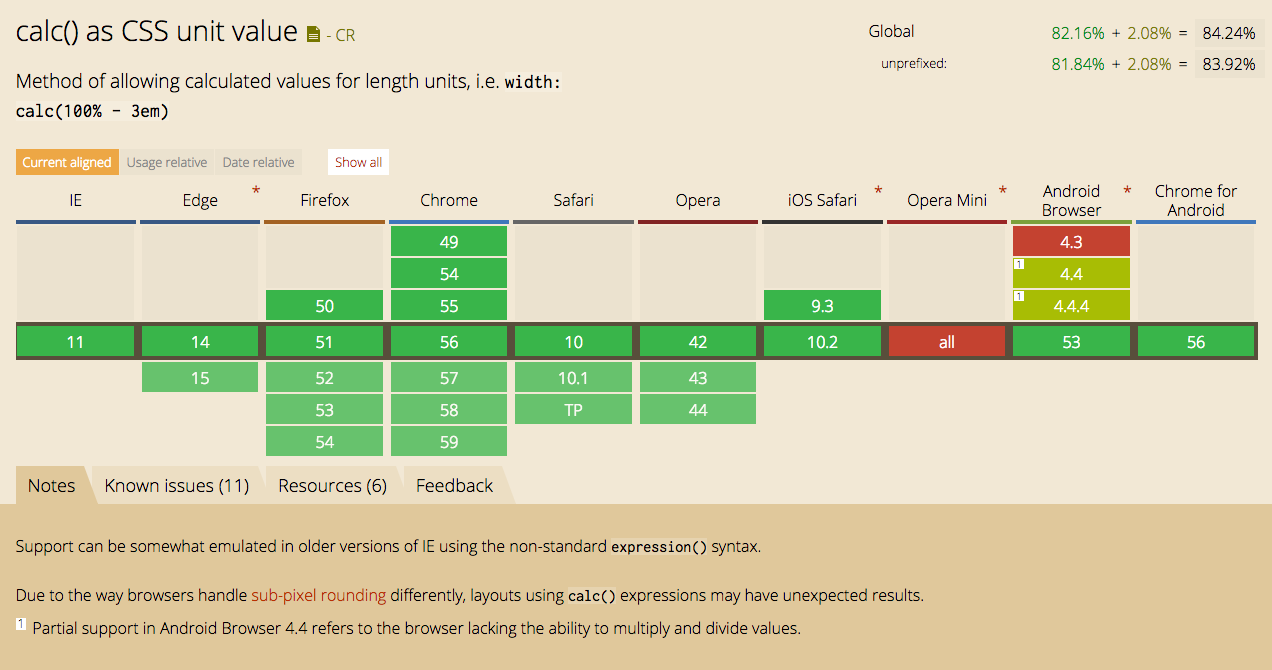 calc() as CSS unit value - CR
Global 82.16% + 2.08% = 84.24%
unprefixed: 81.84% + 2.08% = 83.92%
Method of allowing calculated values for length units, i.e. width:
calc(100% - 3em)
Current aligned Usage relative Date relative Show all
IE Edge * Firefox Chrome Safari Opera iOS Safari * Opera Mini * Android Browser * Chrome for Android
49 4.3
54 1 4.4
50 55 9.3 1 4.4.4
11 14 51 56 10 42 10.2 all 53 56
15 52 57 10.1 43
53 58 TP 44
54 59
Notes Known issues (11) Resources (6) Feedback
Support can be somewhat emulated in older versions of IE using the non-standard expression() syntax.
Due to the way browsers handle sub-pixel rounding differently, layouts using calc() expressions may have unexpected results.
1 Partial support in Android Browser 4.4 refers to the browser lacking the ability to multiply and divide values.